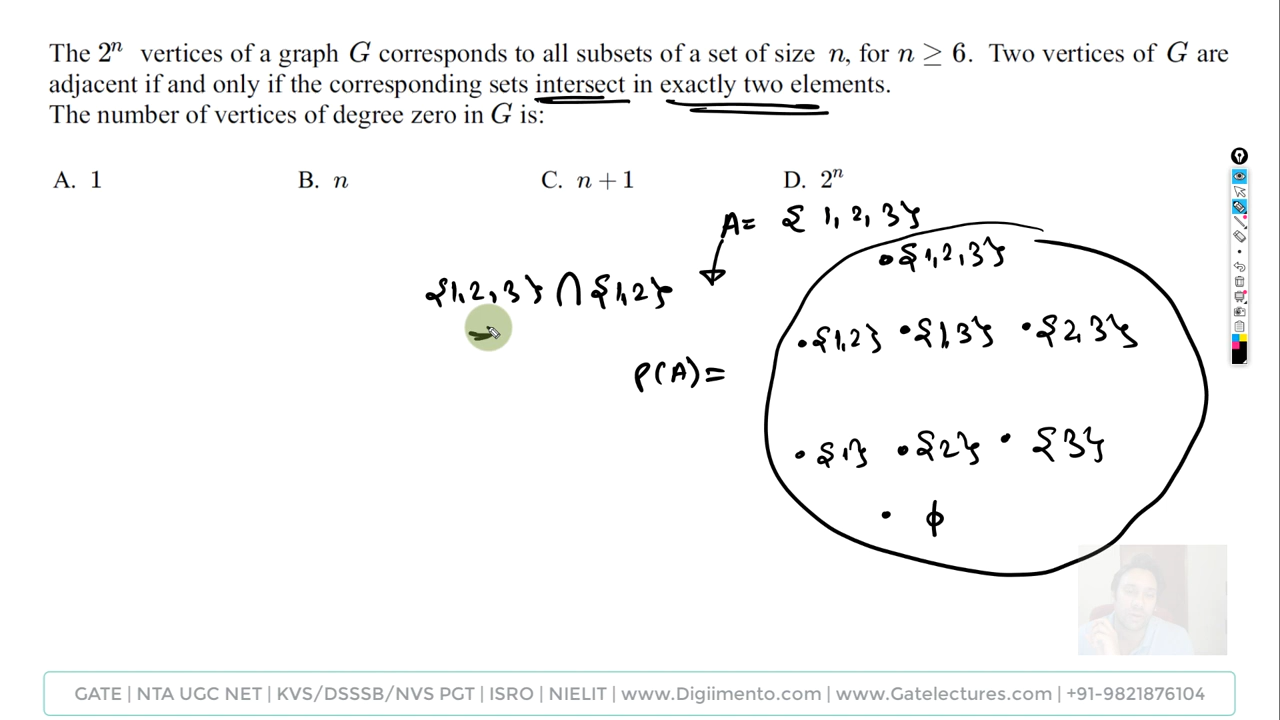 The 2ⁿ vertices of a graph G corresponds to all subsets of a set of size n, for n ≥ 6. Two vertices of G are
adjacent if and only if the corresponding sets intersect in exactly two elements.
The number of vertices of degree zero in G is:
A. 1 B. n C. n + 1 D. 2ⁿ
A = {1, 2, 3}
•{1, 2, 3}
{1, 2, 3} ∩ {1, 2}
•{1, 2} •{1, 3} •{2, 3}
P(A) =
•{1} •{2} •{3}
• ϕ
GATE | NTA UGC NET | KVS/DSSSB/NVS PGT | ISRO | NIELIT | www.Digiimento.com | www.Gatelectures.com | +91-9821876104